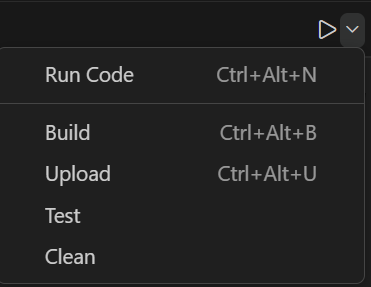 Run Code Ctrl+Alt+N
Build Ctrl+Alt+B
Upload Ctrl+Alt+U
Test
Clean